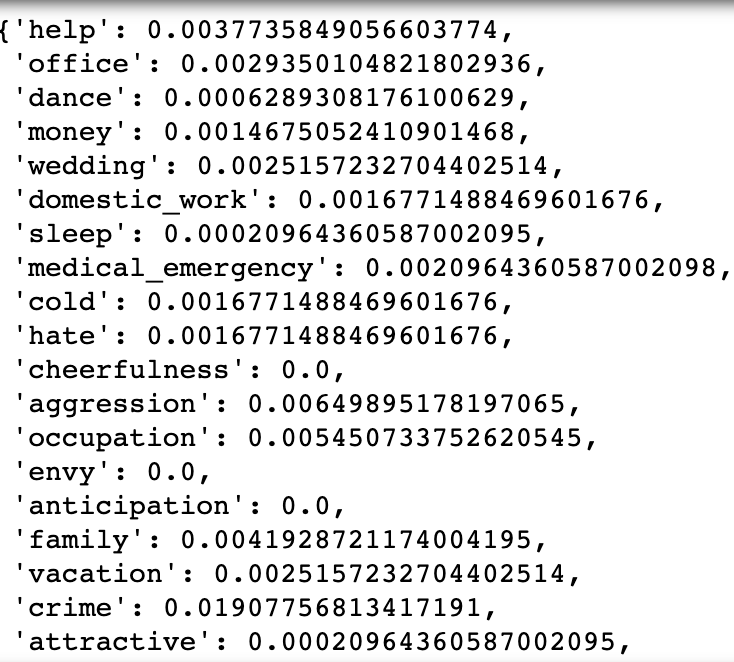 {'help': 0.0037735849056603774,
'office': 0.0029350104821802936,
'dance': 0.0006289308176100629,
'money': 0.0014675052410901468,
'wedding': 0.0025157232704402514,
'domestic_work': 0.0016771488469601676,
'sleep': 0.00020964360587002095,
'medical_emergency': 0.0020964360587002098,
'cold': 0.0016771488469601676,
'hate': 0.0016771488469601676,
'cheerfulness': 0.0,
'aggression': 0.00649895178197065,
'occupation': 0.005450733752620545,
'envy': 0.0,
'anticipation': 0.0,
'family': 0.0041928721174004195,
'vacation': 0.0025157232704402514,
'crime': 0.01907756813417191,
'attractive': 0.00020964360587002095,